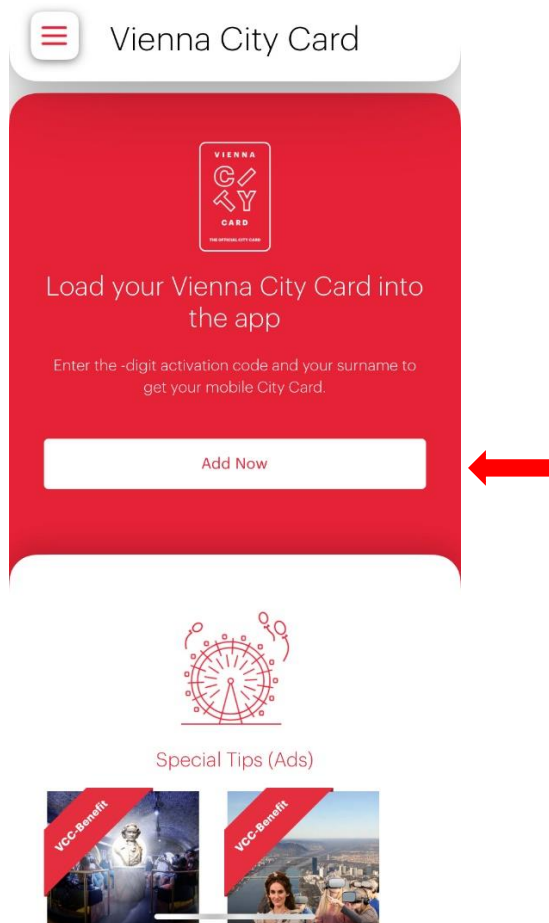 Vienna City Card
VIENNA
CITY
CARD
THE OFFICIAL CITY CARD
Load your Vienna City Card into
the app
Enter the -digit activation code and your surname to
get your mobile City Card.
Add Now
Special Tips (Ads)
VCC-Benefit
VCC-Benefit